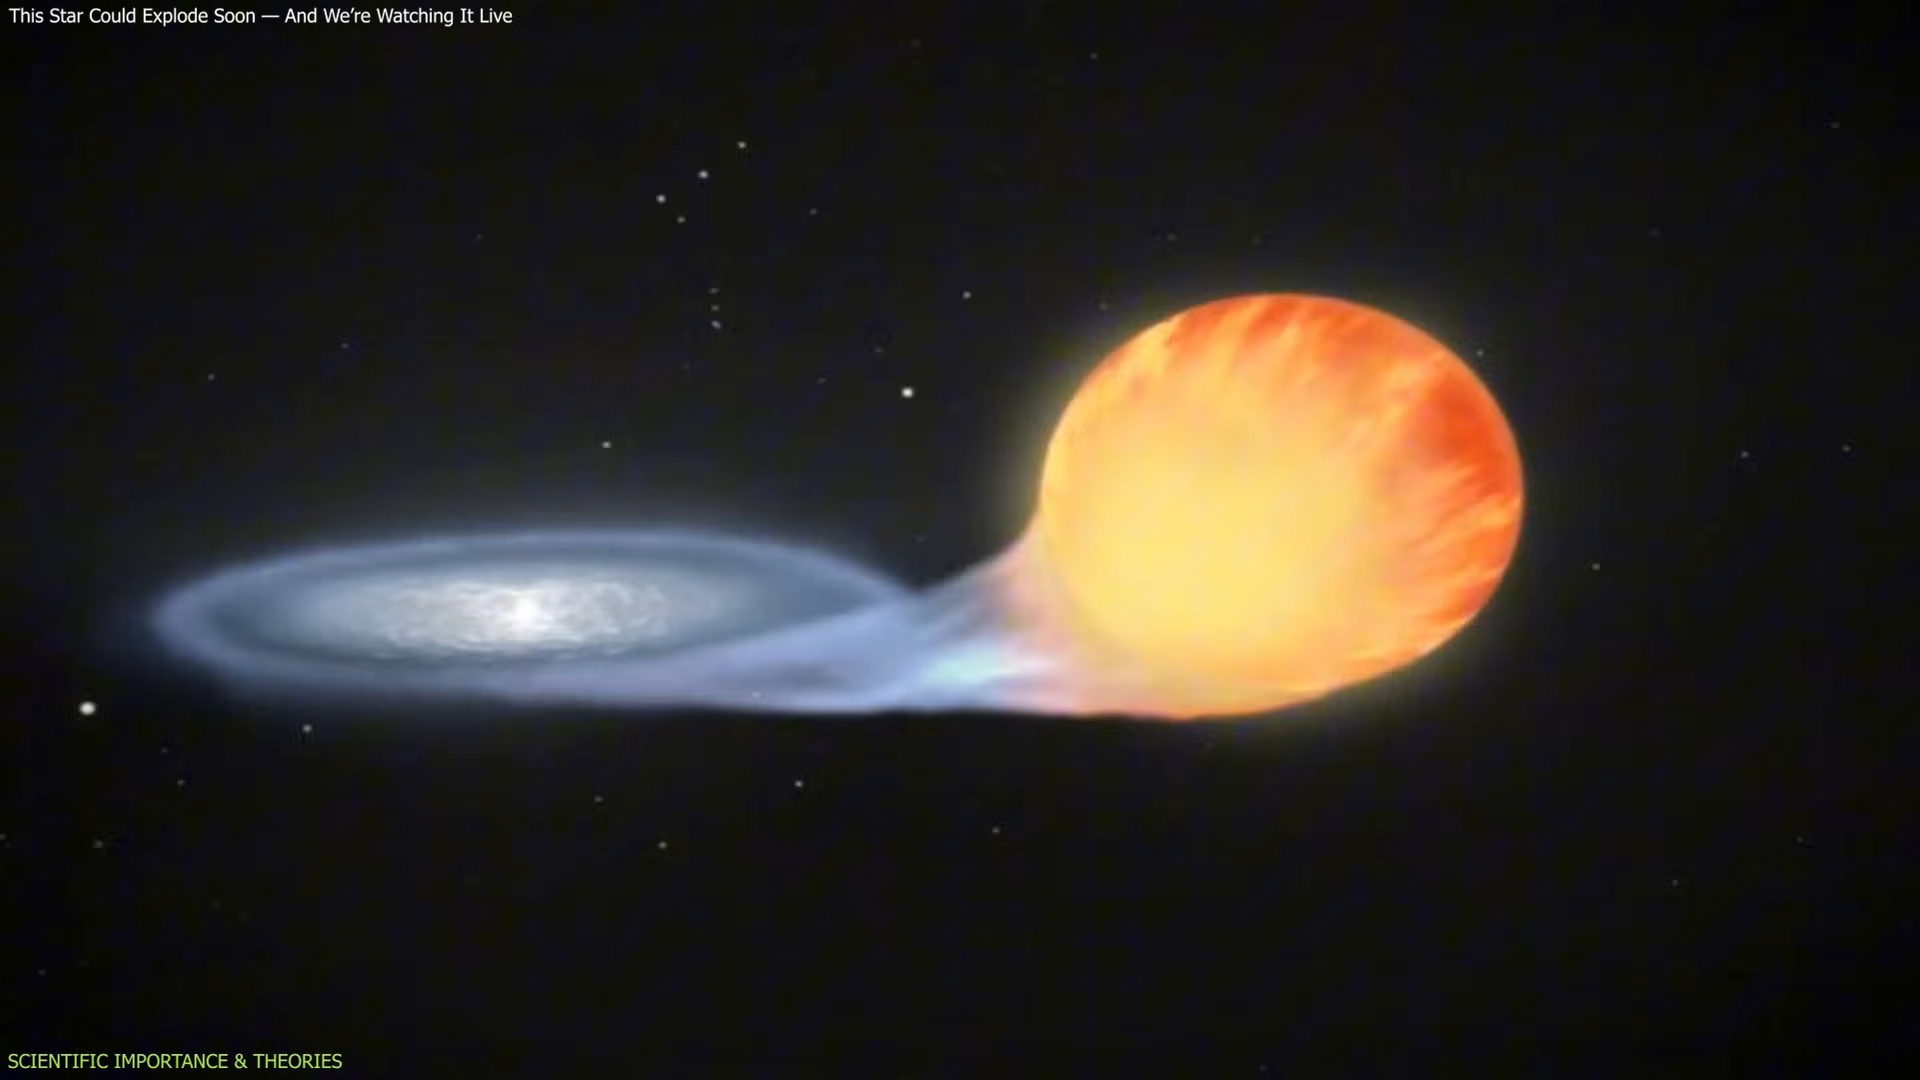 This Star Could Explode Soon — And We’re Watching It Live
SCIENTIFIC IMPORTANCE & THEORIES